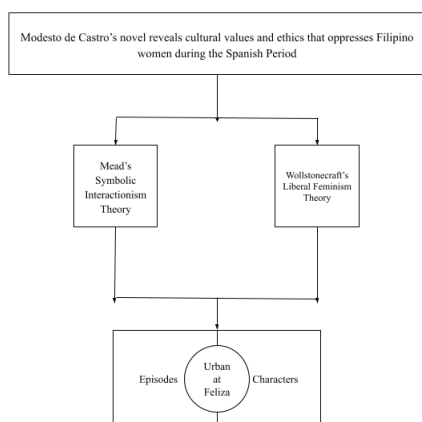 Modesto de Castro's novel reveals cultural values and ethics that oppresses Filipino
women during the Spanish Period
Mead's
Symbolic
Interactionism
Theory
Wollstonecraft's
Liberal Feminism
Theory
Episodes
Urban
at
Feliza
Characters